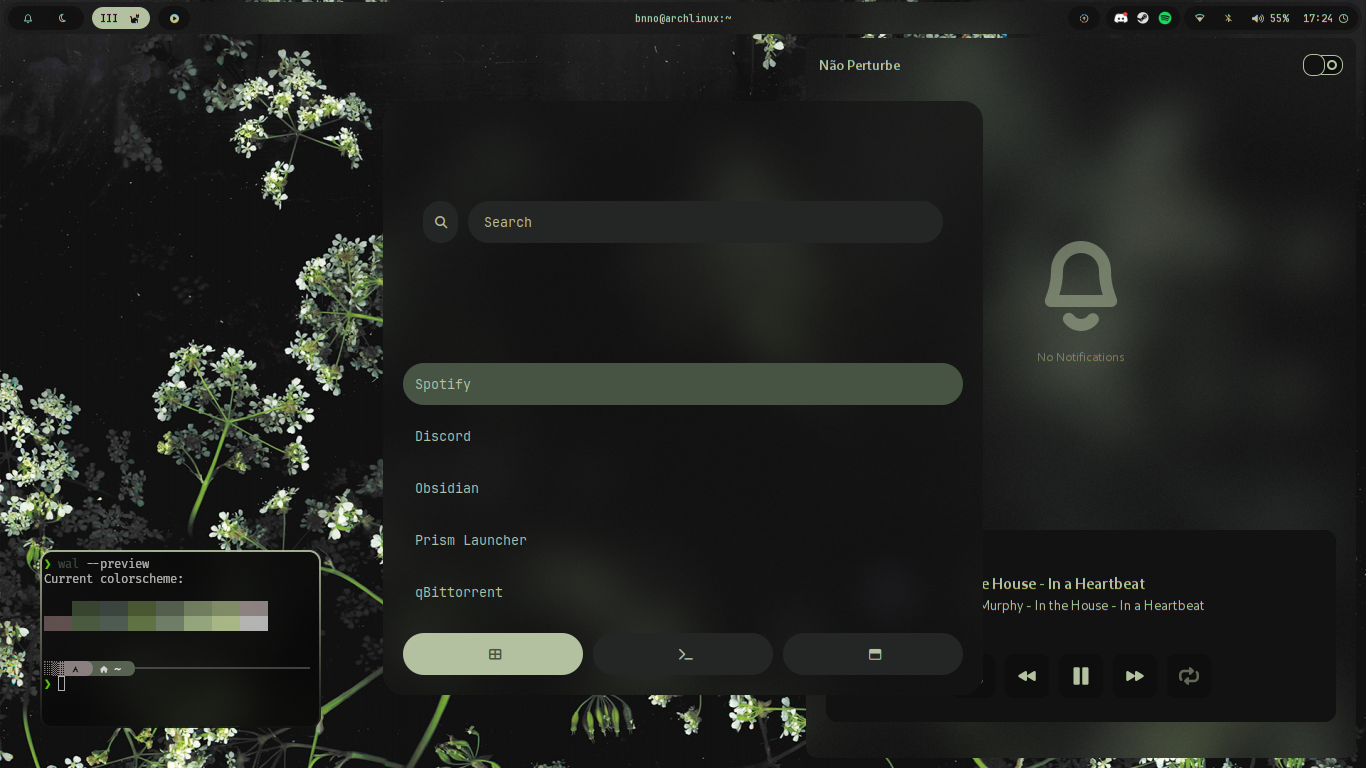 III
bnno@archlinux:~
55%
17:24
Não Perturbe
Search
No Notifications
Spotify
Discord
Obsidian
Prism Launcher
qBittorrent
House - In a Heartbeat
Murphy - In the House - In a Heartbeat
❯ wal --preview
Current colorscheme:
~
❯